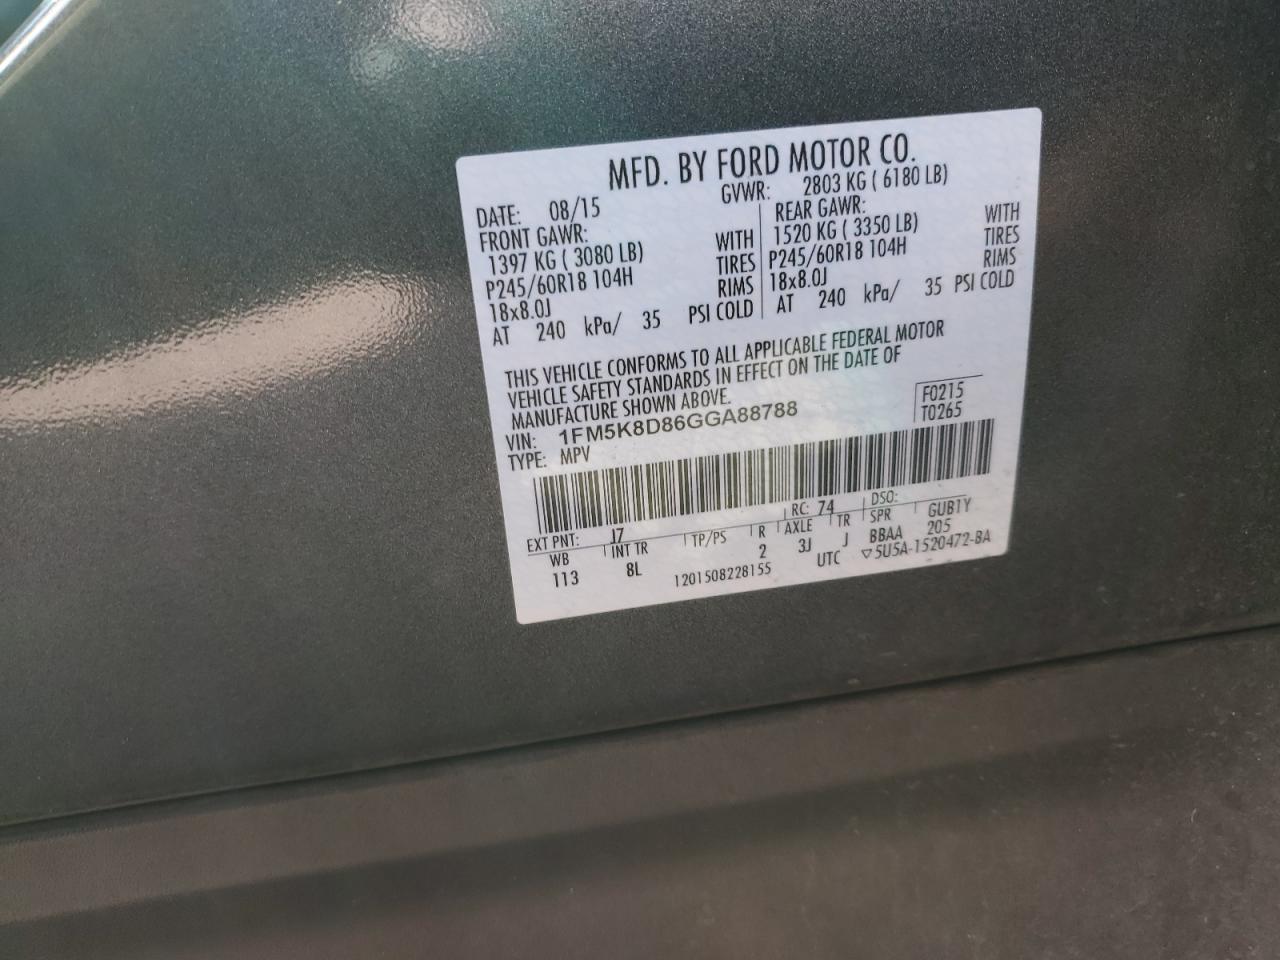 MFD. BY FORD MOTOR CO.
DATE: 08/15 GVWR: 2803 KG ( 6180 LB)
FRONT GAWR: REAR GAWR:
1397 KG ( 3080 LB) WITH 1520 KG ( 3350 LB) WITH
P245/60R18 104H TIRES P245/60R18 104H TIRES
18x8.0J RIMS 18x8.0J RIMS
AT 240 kPa/ 35 PSI COLD AT 240 kPa/ 35 PSI COLD
THIS VEHICLE CONFORMS TO ALL APPLICABLE FEDERAL MOTOR
VEHICLE SAFETY STANDARDS IN EFFECT ON THE DATE OF
MANUFACTURE SHOWN ABOVE.
VIN: 1FM5K8D86GGA88788 F0215
TYPE: MPV T0265
EXT PNT: J7 RC: 74 DSO:
WB INT TR TP/PS R AXLE TR SPR GUB1Y
113 8L 2 3J J BBAA 205
1201508228155 UTC ▽5U5A-1520472-BA